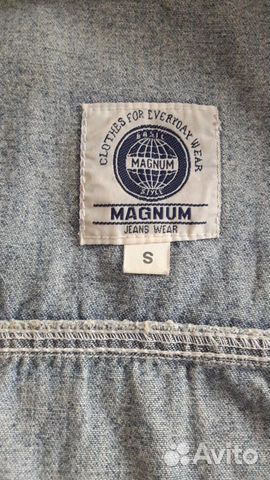 CLOTHES FOR EVERYDAY WEAR
BASIC
MAGNUM
STYLE
MAGNUM
JEANS WEAR
S
Avito